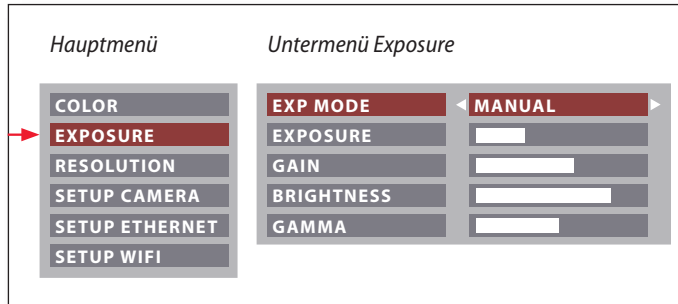 Hauptmenü
COLOR
EXPOSURE
RESOLUTION
SETUP CAMERA
SETUP ETHERNET
SETUP WIFI
Untermenü Exposure
EXP MODE MANUAL
EXPOSURE
GAIN
BRIGHTNESS
GAMMA